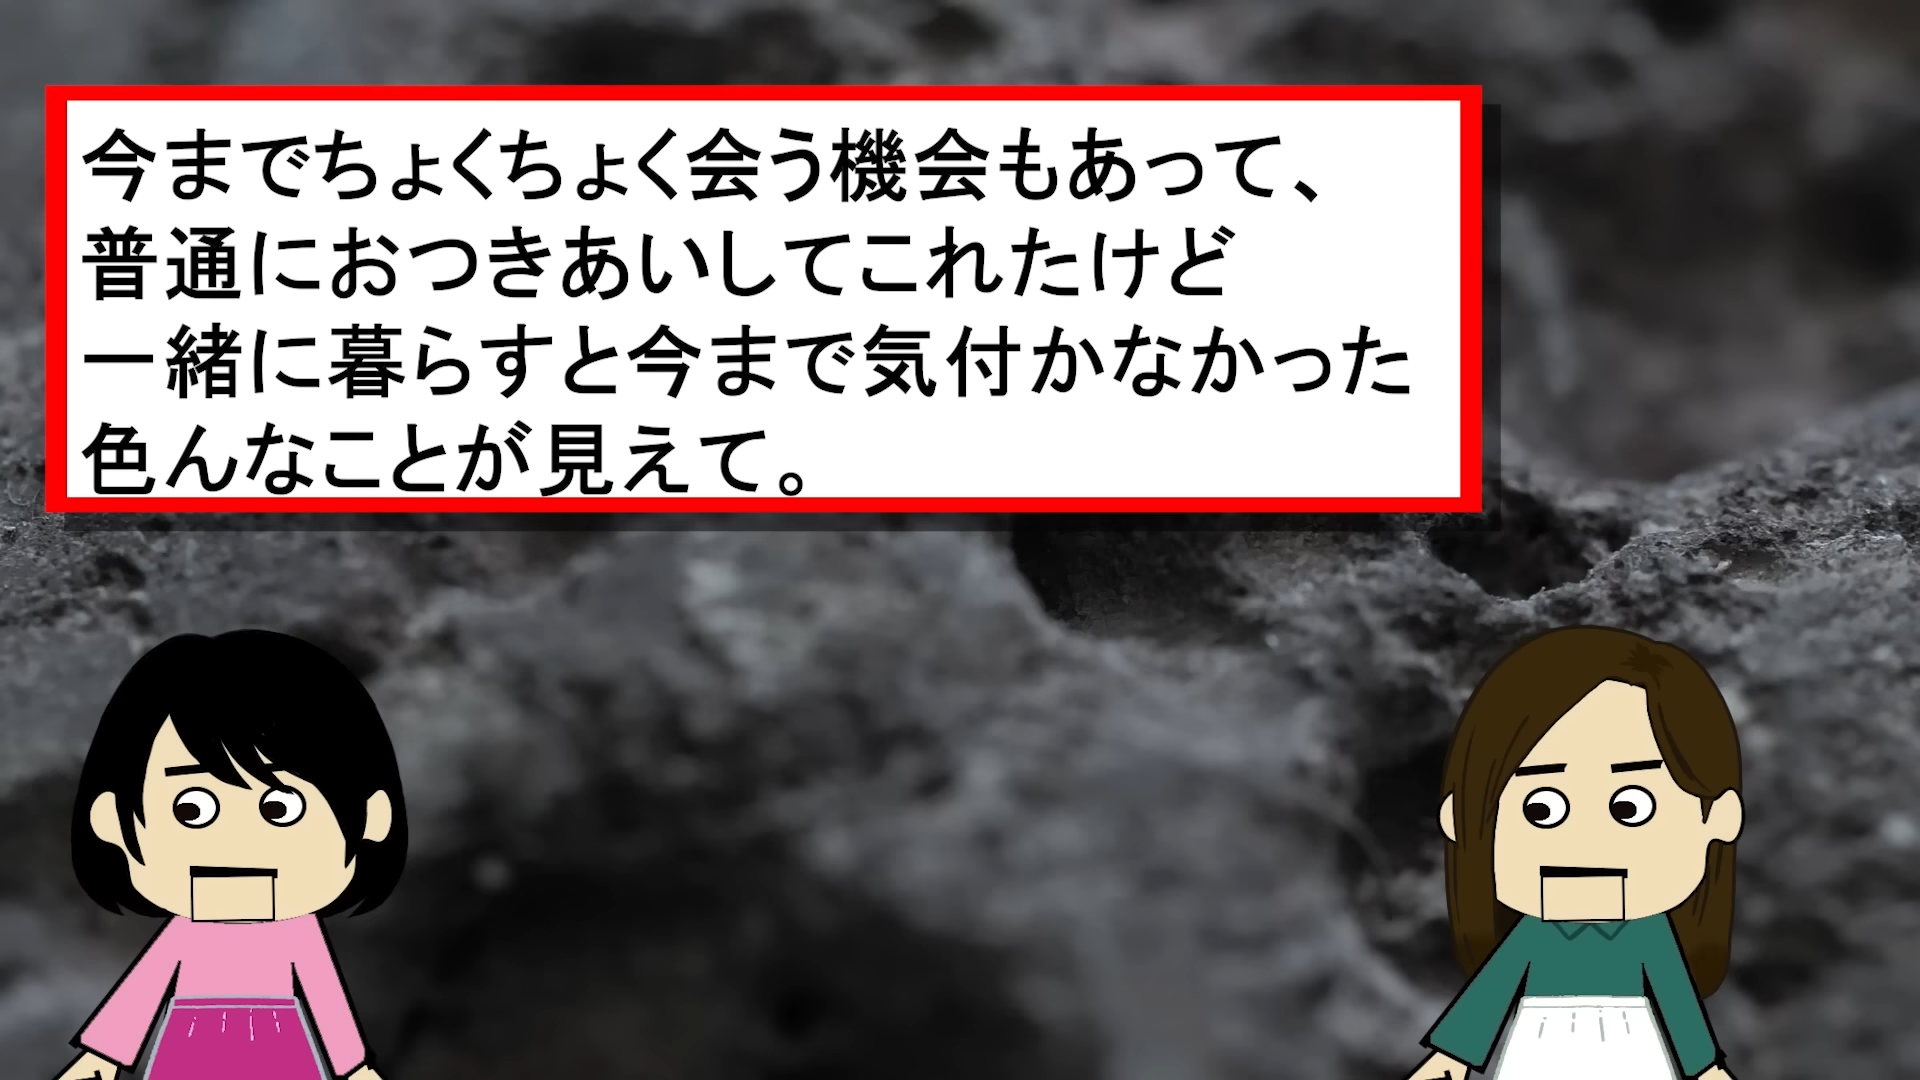 今までちょくちょく会う機会もあって、
普通におつきあいしてこれたけど
一緒に暮らすと今まで気付かなかった
色んなことが見えて。